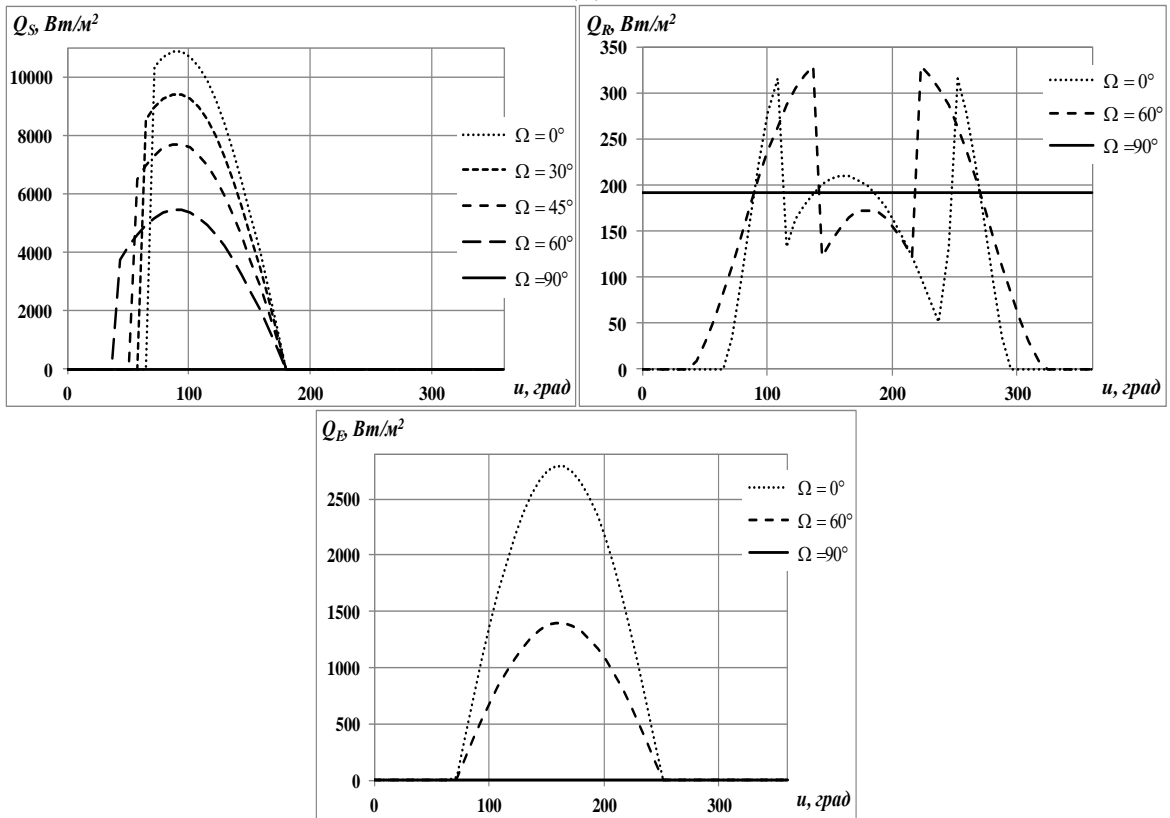 Q_S, Вт/м²
10000
8000
6000
4000
2000
0
0
100
200
300
u, град
Ω = 0°
Ω = 30°
Ω = 45°
Ω = 60°
Ω =90°
Q_R, Вт/м²
350
300
250
200
150
100
50
0
0
100
200
300
u, град
Ω = 0°
Ω = 60°
Ω =90°
Q_E, Вт/м²
2500
2000
1500
1000
500
0
0
100
200
300
u, град
Ω = 0°
Ω = 60°
Ω =90°